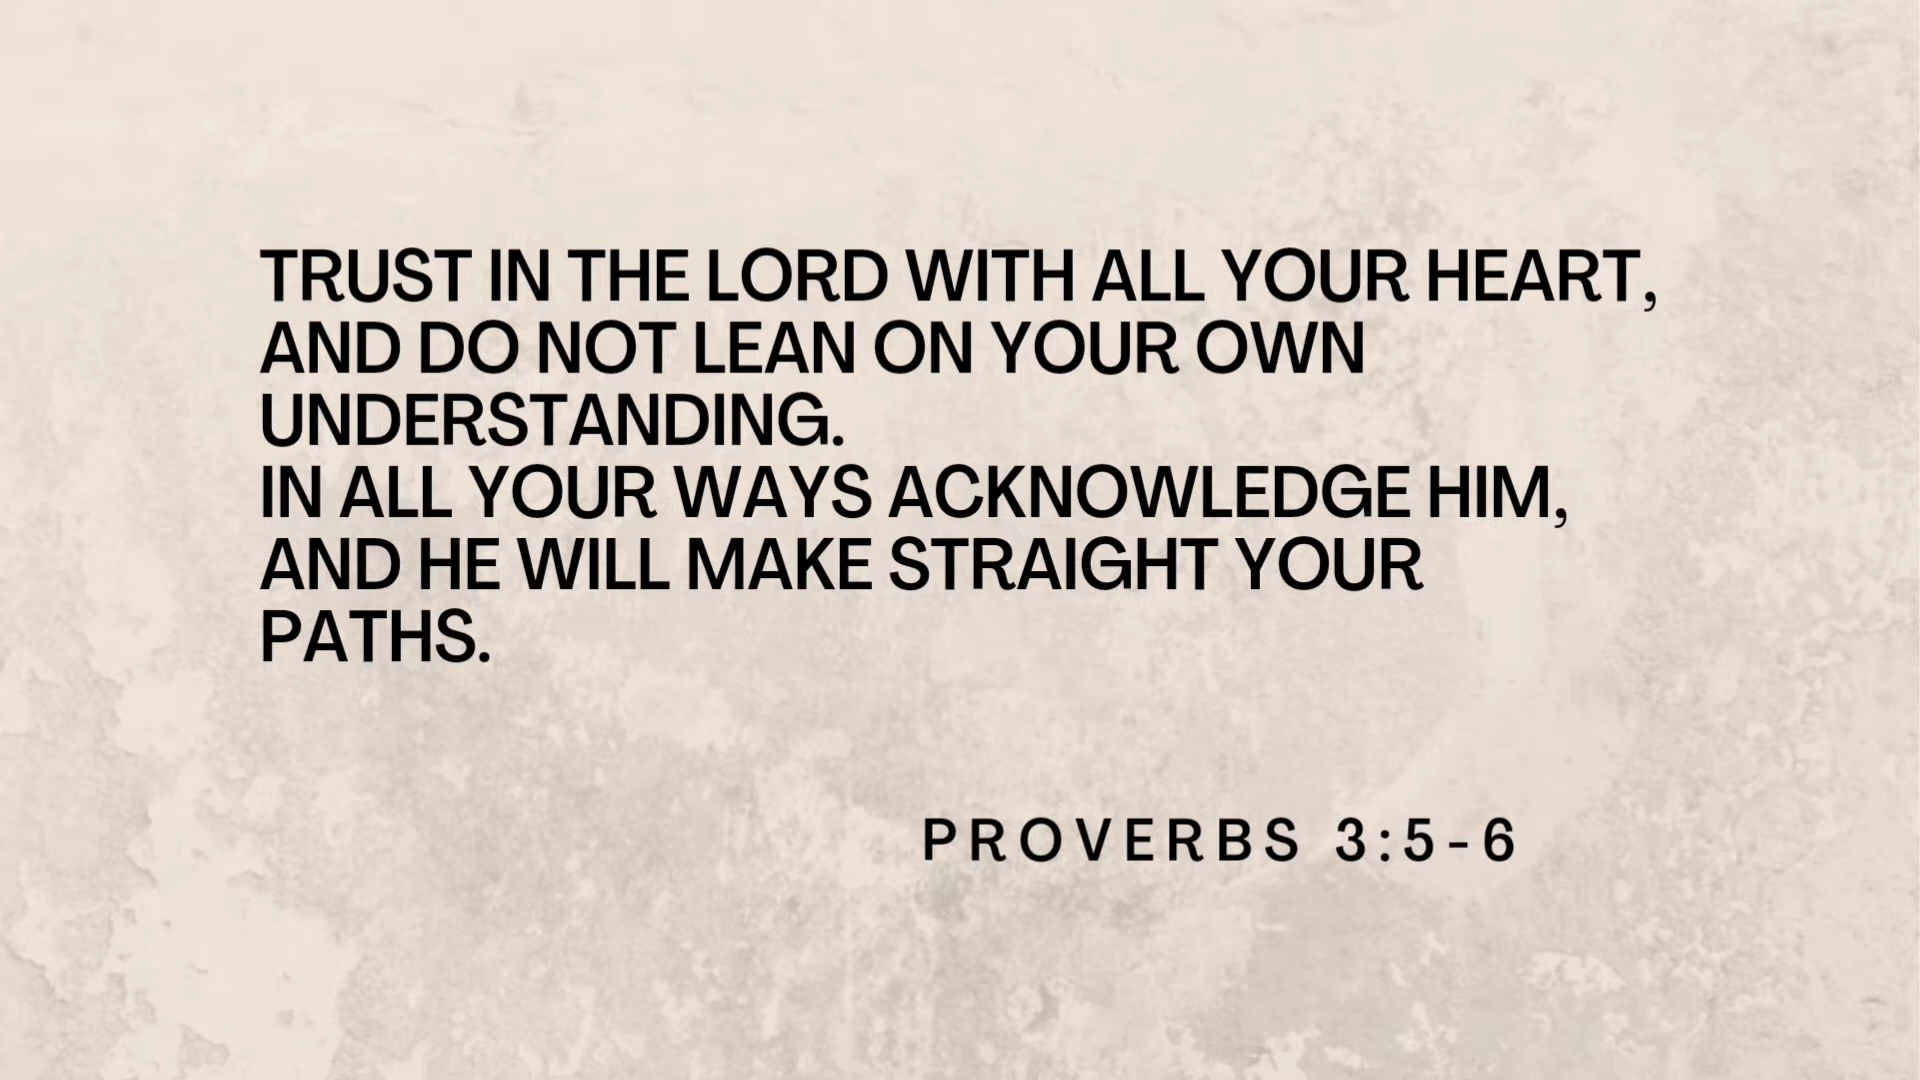 TRUST IN THE LORD WITH ALL YOUR HEART,
AND DO NOT LEAN ON YOUR OWN
UNDERSTANDING.
IN ALL YOUR WAYS ACKNOWLEDGE HIM,
AND HE WILL MAKE STRAIGHT YOUR
PATHS.
PROVERBS 3:5-6